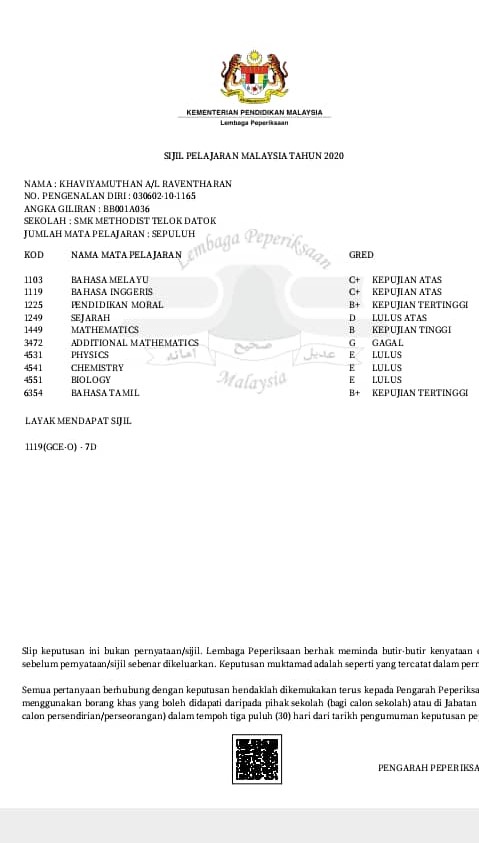 KEMENTERIAN PENDIDIKAN MALAYSIA
Lembaga Peperiksaan
SIJIL PELAJARAN MALAYSIA TAHUN 2020
NAMA : KHAVIYAMUTHAN A/L RAVENTHARAN
NO. PENGENALAN DIRI : 030602-10-1165
ANGKA GILIRAN : BB001A036
SEKOLAH : SMK METHODIST TELOK DATOK
JUMLAH MATA PELAJARAN : SEPULUH
KOD NAMA MATA PELAJARAN GRED
Lembaga Peperiksaan
1103 BAHASA MELAYU C+ KEPUJIAN ATAS
1119 BAHASA INGGERIS C+ KEPUJIAN ATAS
1225 PENDIDIKAN MORAL B+ KEPUJIAN TERTINGGI
1249 SEJARAH D LULUS ATAS
1449 MATHEMATICS B KEPUJIAN TINGGI
3472 ADDITIONAL MATHEMATICS G GAGAL
4531 PHYSICS E LULUS
4541 CHEMISTRY E LULUS
4551 BIOLOGY E LULUS
6354 BAHASA TAMIL B+ KEPUJIAN TERTINGGI
امانه صحيح عديل
Malaysia
LAYAK MENDAPAT SIJIL
1119(GCE-O) - 7D
Slip keputusan ini bukan pernyataan/sijil. Lembaga Peperiksaan berhak meminda butir-butir kenyataan
sebelum pernyataan/sijil sebenar dikeluarkan. Keputusan muktamad adalah seperti yang tercatat dalam
Semua pertanyaan berhubung dengan keputusan hendaklah dikemukakan terus kepada Pengarah Peperiksa
menggunakan borang khas yang boleh didapati daripada pihak sekolah (bagi calon sekolah) atau di Jabatan
calon persendirian/perseorangan) dalam tempoh tiga puluh (30) hari dari tarikh pengumuman keputusan
PENGARAH PEPERIKSA